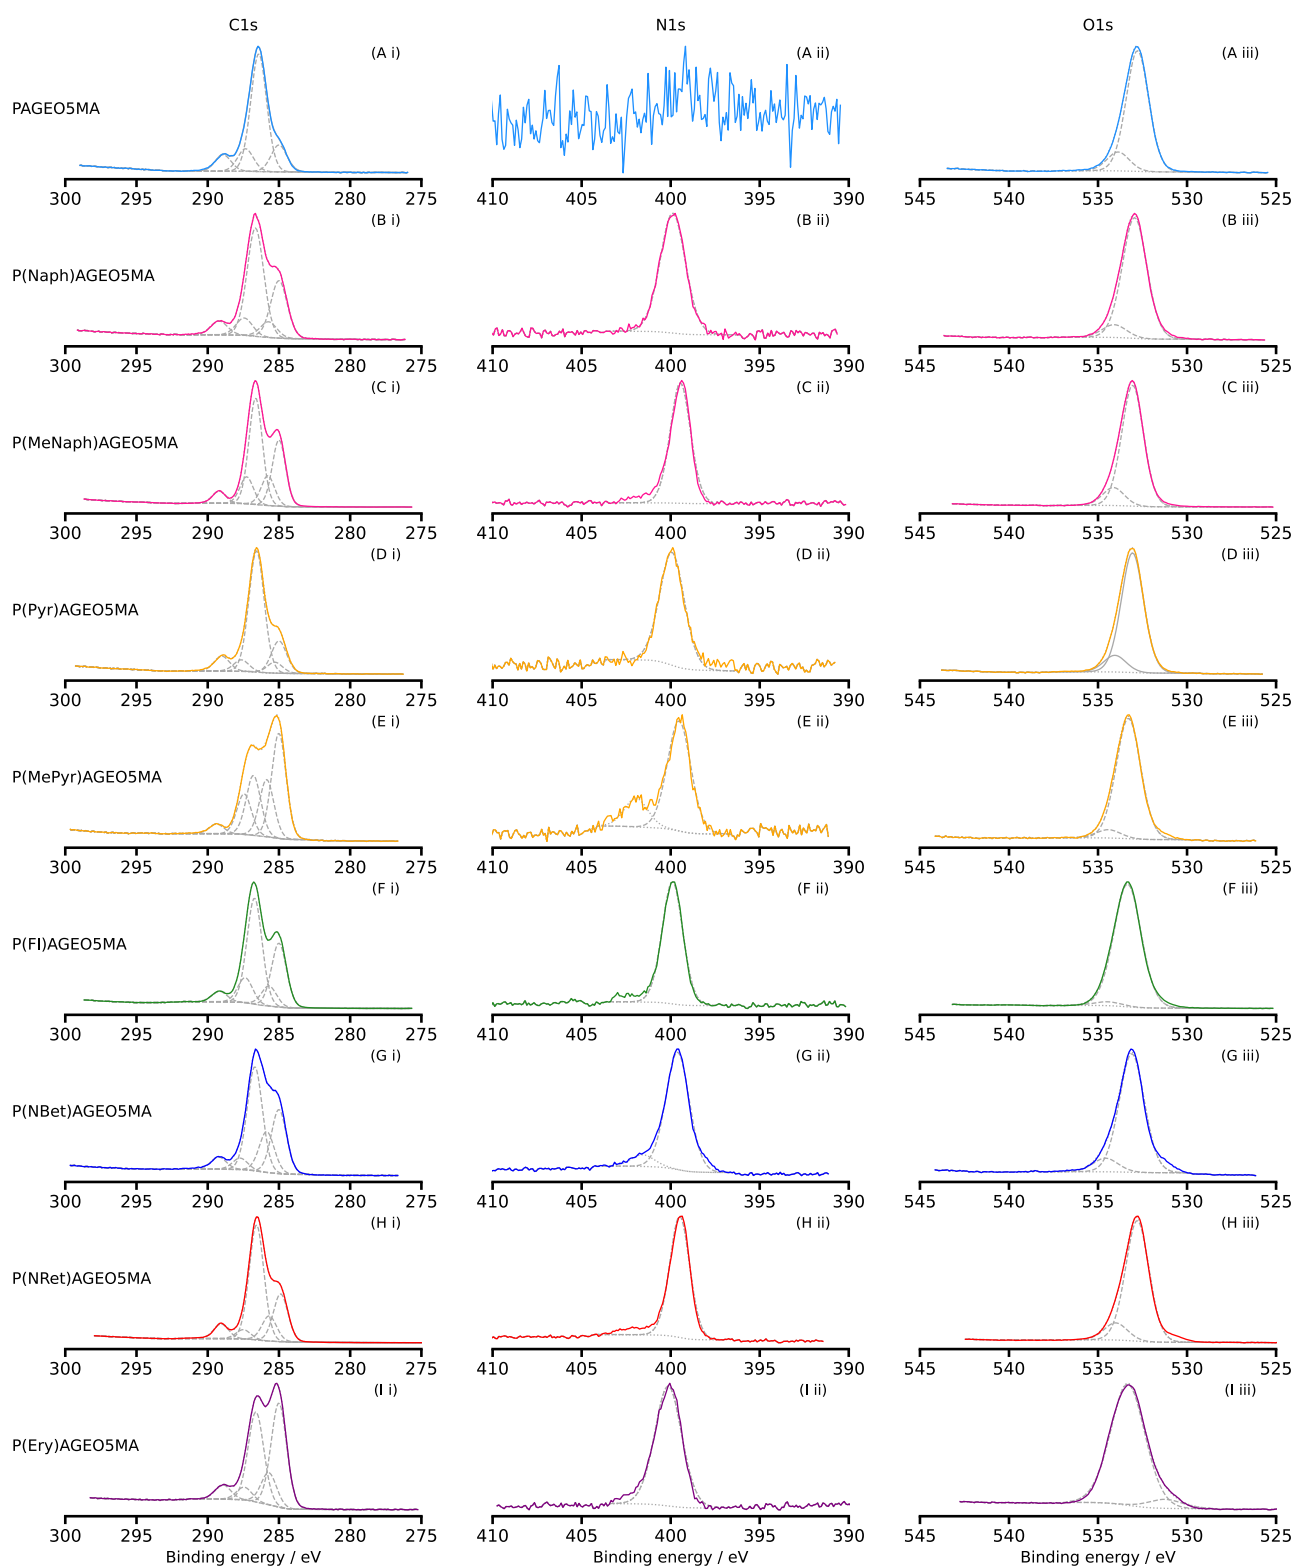 C1s N1s O1s
(A i) (A ii) (A iii)
PAGEO5MA
300 295 290 285 280 275 410 405 400 395 390 545 540 535 530 525
(B i) (B ii) (B iii)
P(Naph)AGEO5MA
300 295 290 285 280 275 410 405 400 395 390 545 540 535 530 525
(C i) (C ii) (C iii)
P(MeNaph)AGEO5MA
300 295 290 285 280 275 410 405 400 395 390 545 540 535 530 525
(D i) (D ii) (D iii)
P(Pyr)AGEO5MA
300 295 290 285 280 275 410 405 400 395 390 545 540 535 530 525
(E i) (E ii) (E iii)
P(MePyr)AGEO5MA
300 295 290 285 280 275 410 405 400 395 390 545 540 535 530 525
(F i) (F ii) (F iii)
P(Fl)AGEO5MA
300 295 290 285 280 275 410 405 400 395 390 545 540 535 530 525
(G i) (G ii) (G iii)
P(NBet)AGEO5MA
300 295 290 285 280 275 410 405 400 395 390 545 540 535 530 525
(H i) (H ii) (H iii)
P(NRet)AGEO5MA
300 295 290 285 280 275 410 405 400 395 390 545 540 535 530 525
(I i) (I ii) (I iii)
P(Ery)AGEO5MA
300 295 290 285 280 275 410 405 400 395 390 545 540 535 530 525
Binding energy / eV Binding energy / eV Binding energy / eV